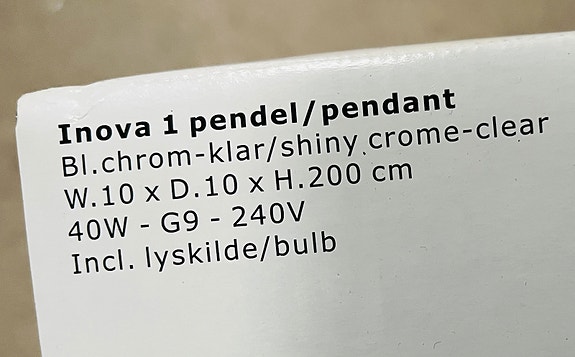 Inova 1 pendel/pendant
Bl.chrom-klar/shiny crome-clear
W.10 x D.10 x H.200 cm
40W - G9 - 240V
Incl. lyskilde/bulb